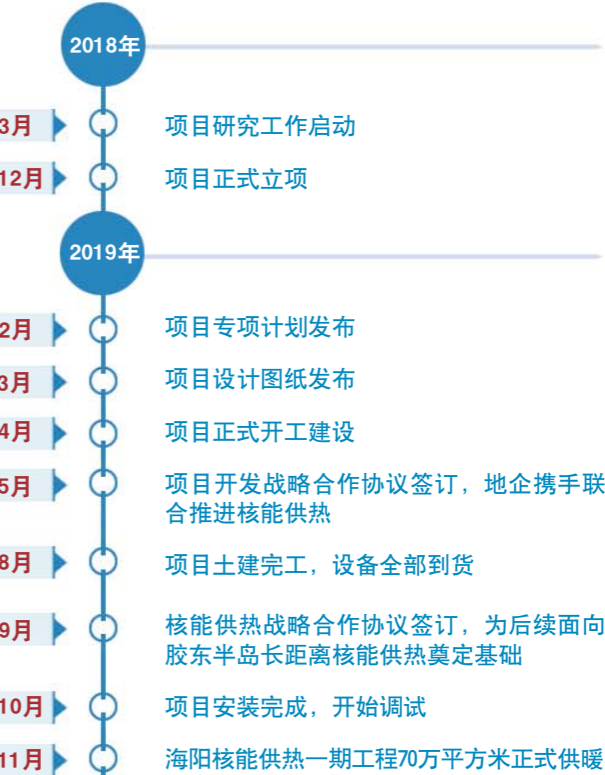 2018年
3月 项目研究工作启动
12月 项目正式立项
2019年
2月 项目专项计划发布
3月 项目设计图纸发布
4月 项目正式开工建设
5月 项目开发战略合作协议签订，地企携手联
合推进核能供热
8月 项目土建完工，设备全部到货
9月 核能供热战略合作协议签订，为后续面向
胶东半岛长距离核能供热奠定基础
10月 项目安装完成，开始调试
11月 海阳核能供热一期工程70万平方米正式供暖